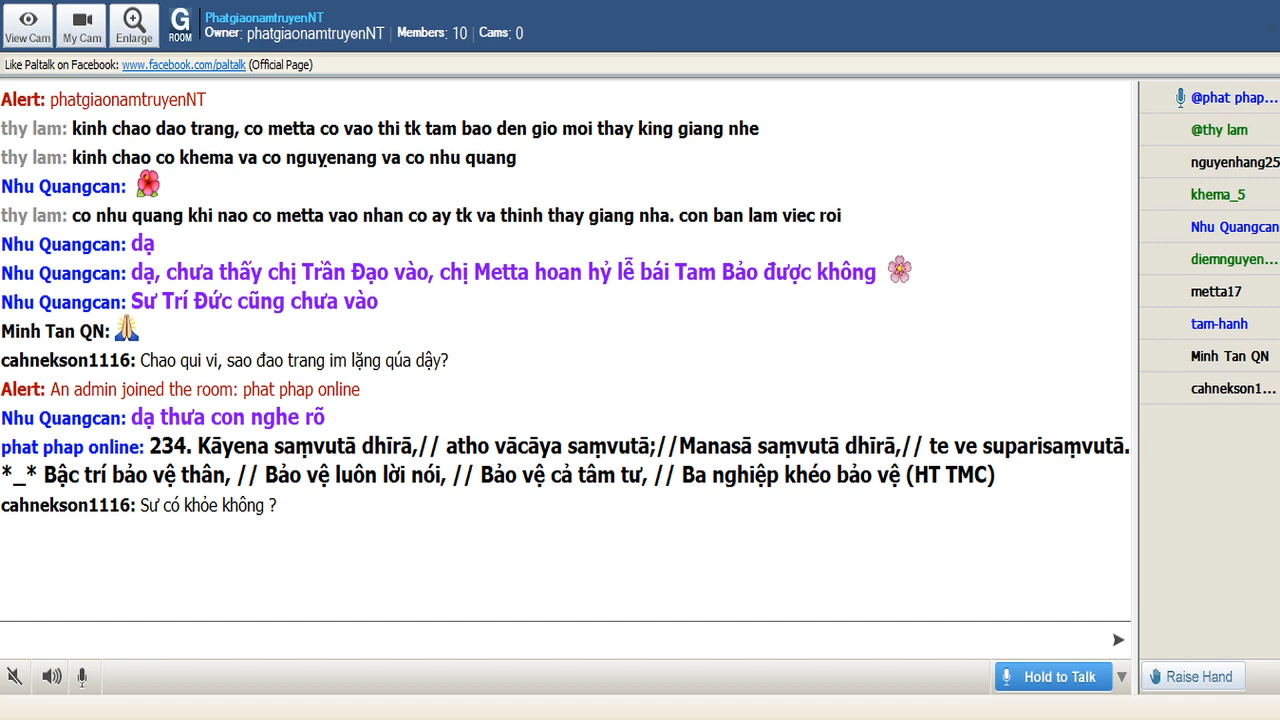 View Cam
My Cam
Enlarge
G
ROOM
PhatgiaonamtruyenNT
Owner: phatgiaonamtruyenNT | Members: 10 | Cams: 0
Like Paltalk on Facebook: www.facebook.com/paltalk (Official Page)
Alert: phatgiaonamtruyenNT
thy lam: kinh chao dao trang, co metta co vao thi tk tam bao den gio moi thay king giang nhe
thy lam: kinh chao co khema va co nguyenang va co nhu quang
Nhu Quangcan:
thy lam: co nhu quang khi nao co metta vao nhan co ay tk va thinh thay giang nha. con ban lam viec roi
Nhu Quangcan: dạ
Nhu Quangcan: dạ, chưa thấy chị Trần Đạo vào, chị Metta hoan hỷ lễ bái Tam Bảo được không
Nhu Quangcan: Sư Trí Đức cũng chưa vào
Minh Tan QN:
cahnekson1116: Chao qui vi, sao đao trang im lặng qúa dậy?
Alert: An admin joined the room: phat phap online
Nhu Quangcan: dạ thưa con nghe rõ
phat phap online: 234. Kāyena saṃvutā dhīrā,// atho vācāya saṃvutā;//Manasā saṃvutā dhīrā,// te ve suparisaṃvutā.
*_* Bậc trí bảo vệ thân, // Bảo vệ luôn lời nói, // Bảo vệ cả tâm tư, // Ba nghiệp khéo bảo vệ (HT TMC)
cahnekson1116: Sư có khỏe không ?
@phat phap...
@thy lam
nguyenhang25
khema_5
Nhu Quangcan
diemnguyen...
metta17
tam-hanh
Minh Tan QN
cahnekson1...
Hold to Talk
Raise Hand